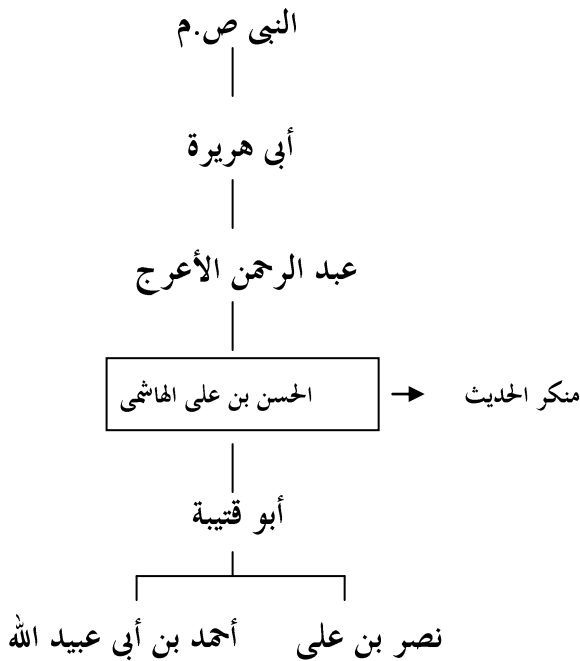 النبى ص.م
أبى هريرة
عبد الرحمن الأعرج
الحسن بن على الهاشمى
منكر الحديث
أبو قتيبة
نصر بن على
أحمد بن أبى عبيد الله